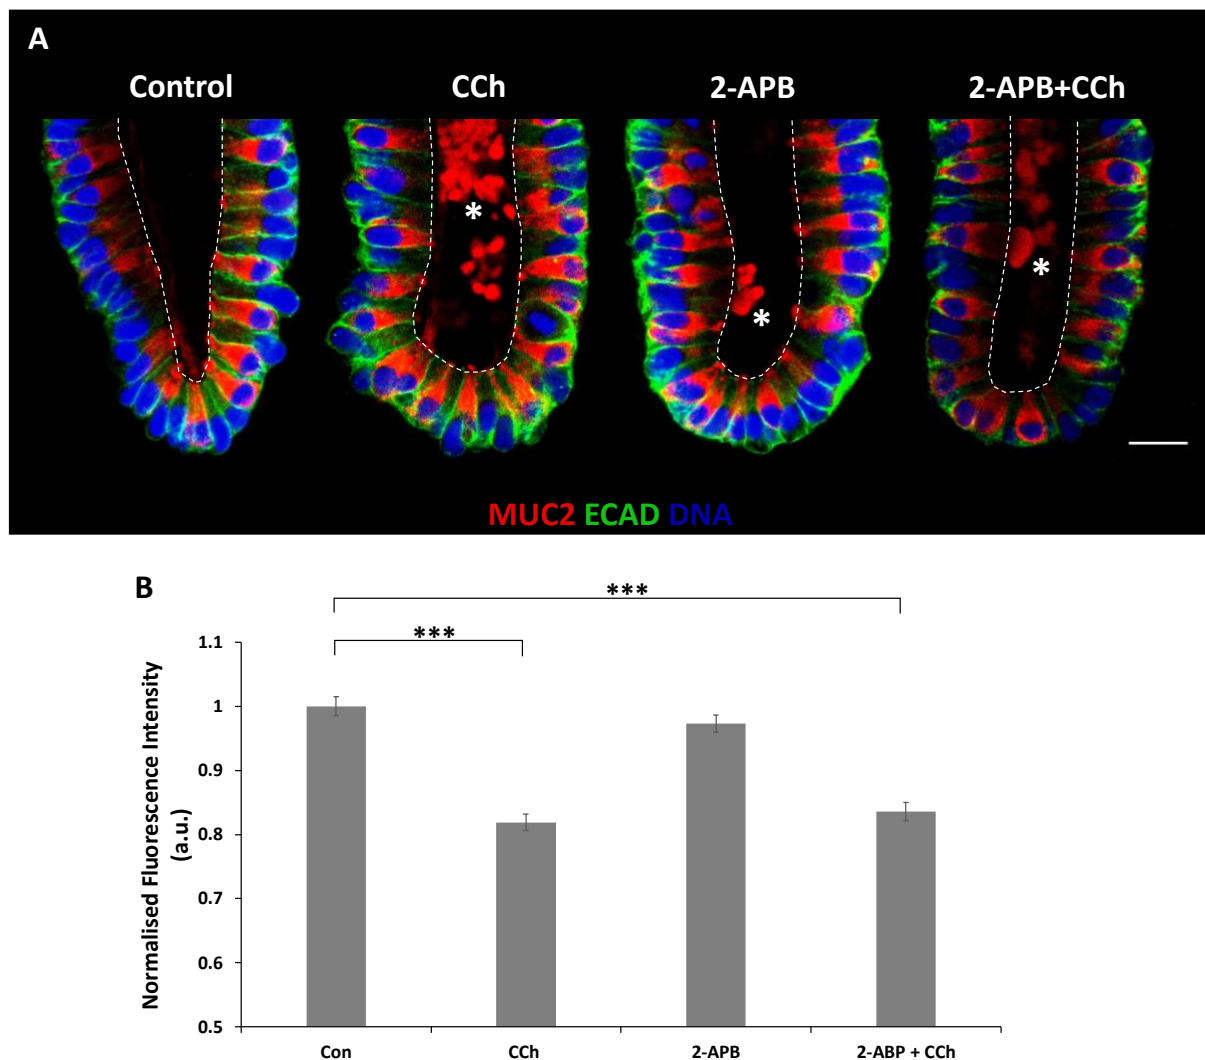 A
Control CCh 2-APB 2-APB+CCh
*
*
*
MUC2 ECAD DNA
B
***
***
Normalised Fluorescence Intensity
(a.u.)
1.1
1
0.9
0.8
0.7
0.6
0.5
Con CCh 2-APB 2-ABP + CCh